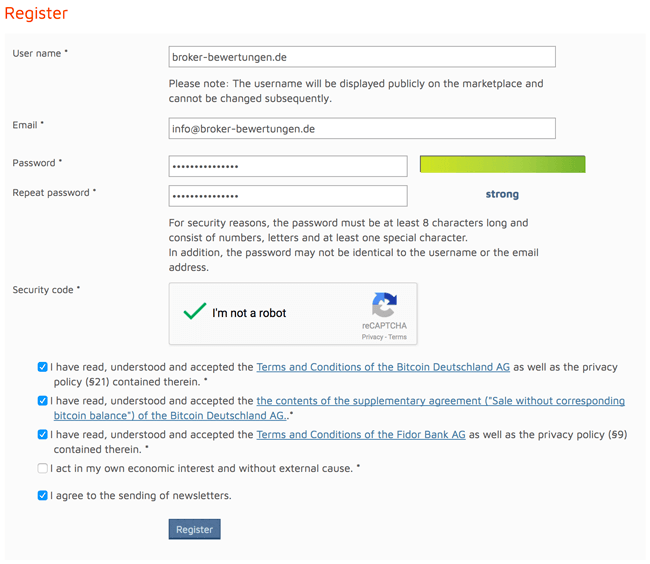 Register
User name *
broker-bewertungen.de
Please note: The username will be displayed publicly on the marketplace and
cannot be changed subsequently.
Email *
info@broker-bewertungen.de
Password *
•••••••••••••••
Repeat password *
•••••••••••••••
strong
For security reasons, the password must be at least 8 characters long and
consist of numbers, letters and at least one special character.
In addition, the password may not be identical to the username or the email
address.
Security code *
I'm not a robot
reCAPTCHA
Privacy - Terms
I have read, understood and accepted the Terms and Conditions of the Bitcoin Deutschland AG as well as the privacy
policy (§21) contained therein. *
I have read, understood and accepted the contents of the supplementary agreement ("Sale without corresponding
bitcoin balance") of the Bitcoin Deutschland AG..*
I have read, understood and accepted the Terms and Conditions of the Fidor Bank AG as well as the privacy policy (§9)
contained therein. *
I act in my own economic interest and without external cause. *
I agree to the sending of newsletters.
Register